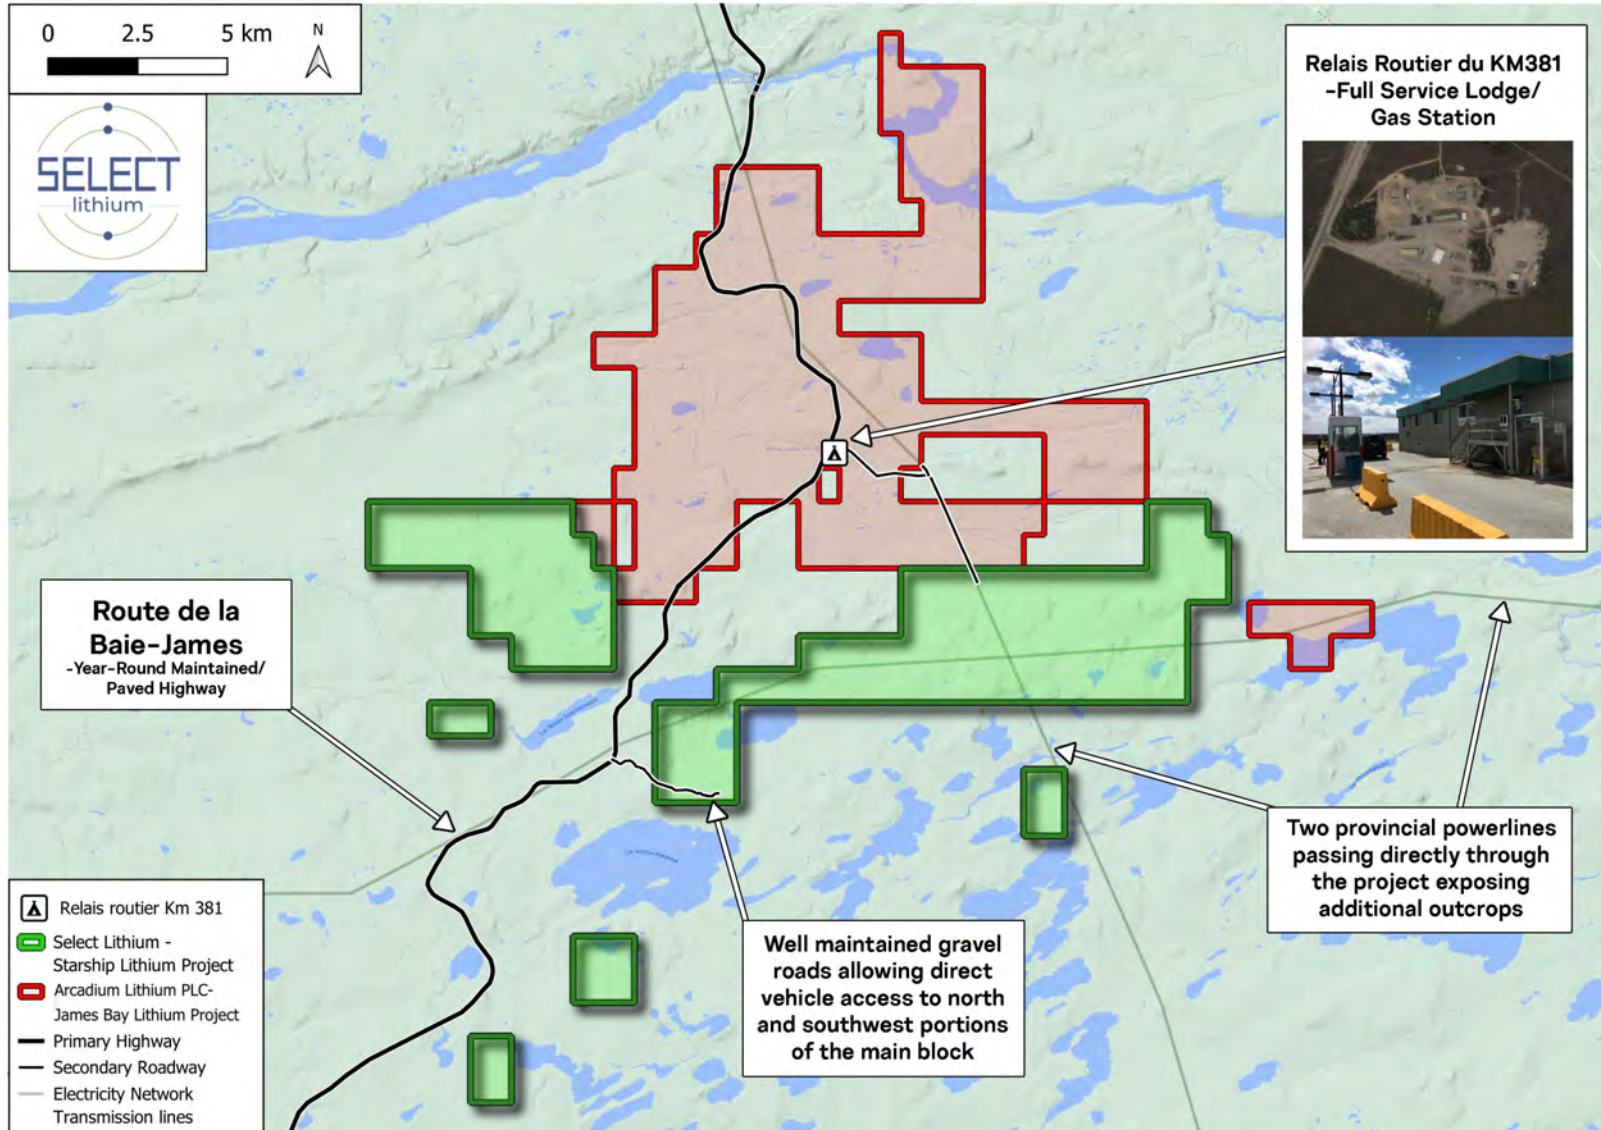 0 2.5 5 km
N
SELECT
lithium
Relais Routier du KM381
-Full Service Lodge/
Gas Station
Route de la
Baie-James
-Year-Round Maintained/
Paved Highway
Two provincial powerlines
passing directly through
the project exposing
additional outcrops
Well maintained gravel
roads allowing direct
vehicle access to north
and southwest portions
of the main block
Relais routier Km 381
Select Lithium -
Starship Lithium Project
Arcadium Lithium PLC-
James Bay Lithium Project
Primary Highway
Secondary Roadway
Electricity Network
Transmission lines